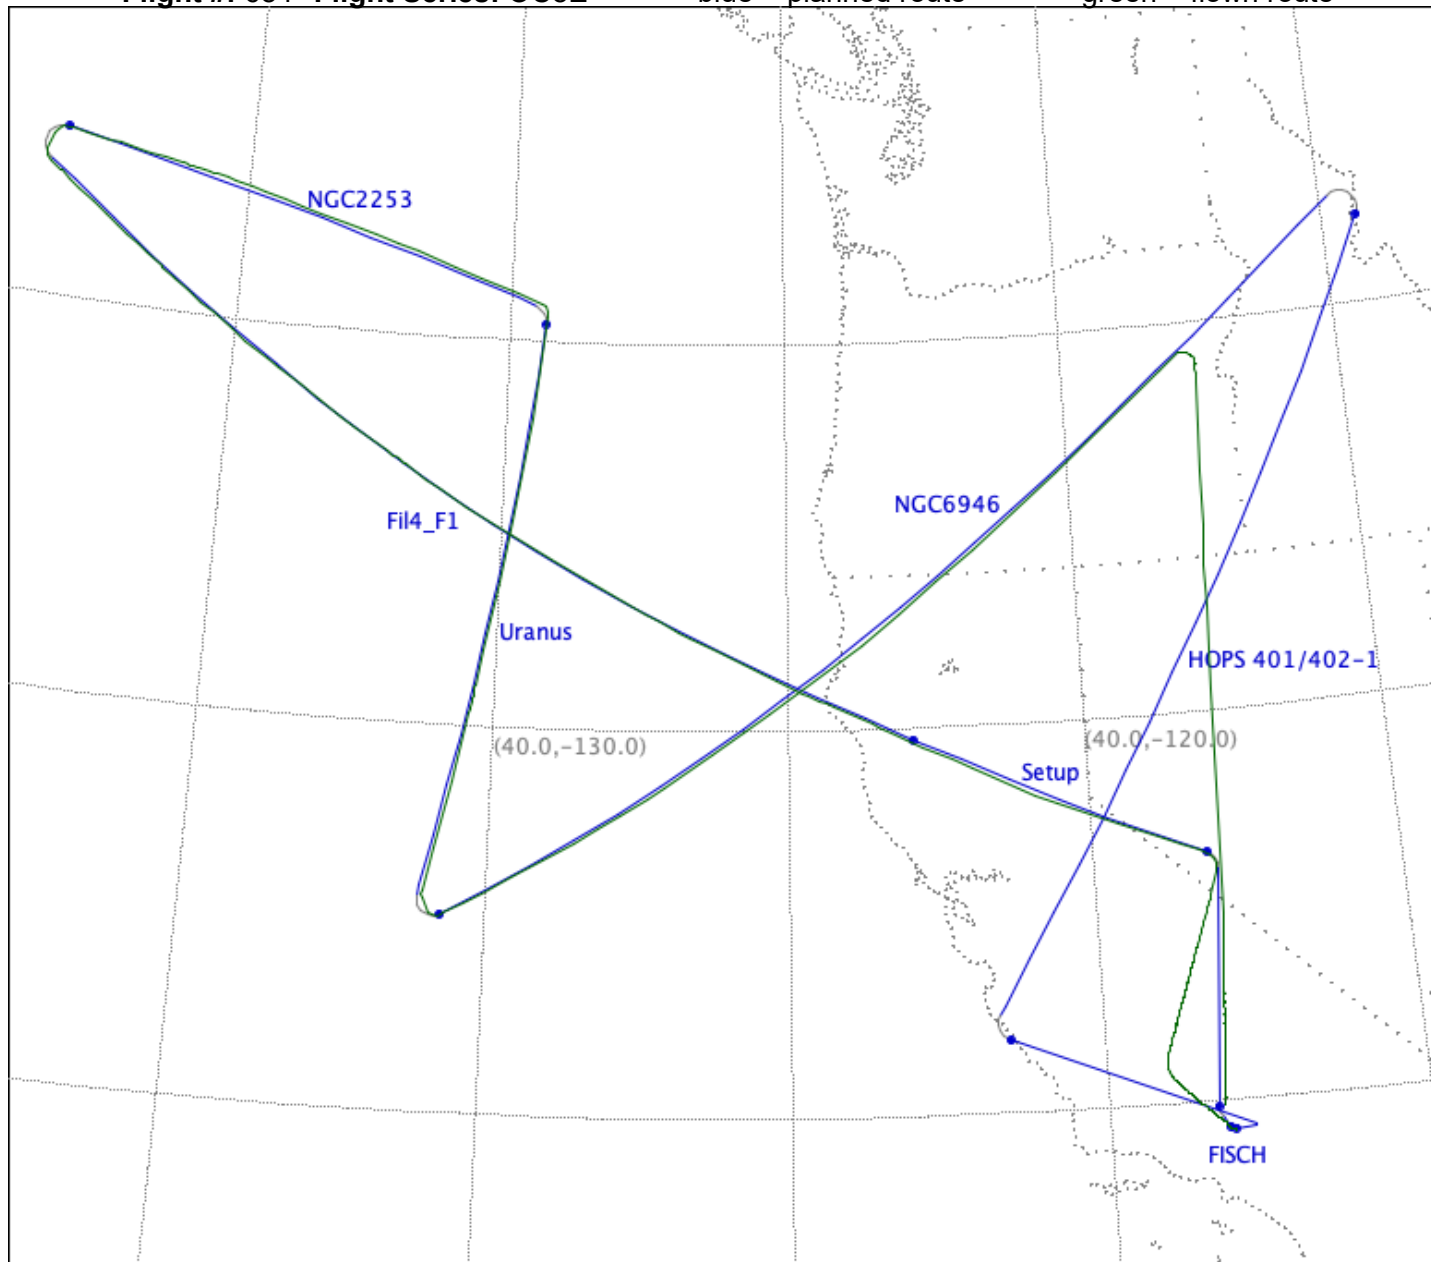 NGC2253
NGC6946
Fil4_F1
Uranus
HOPS 401/402-1
(40.0,-130.0)
(40.0,-120.0)
Setup
FISCH